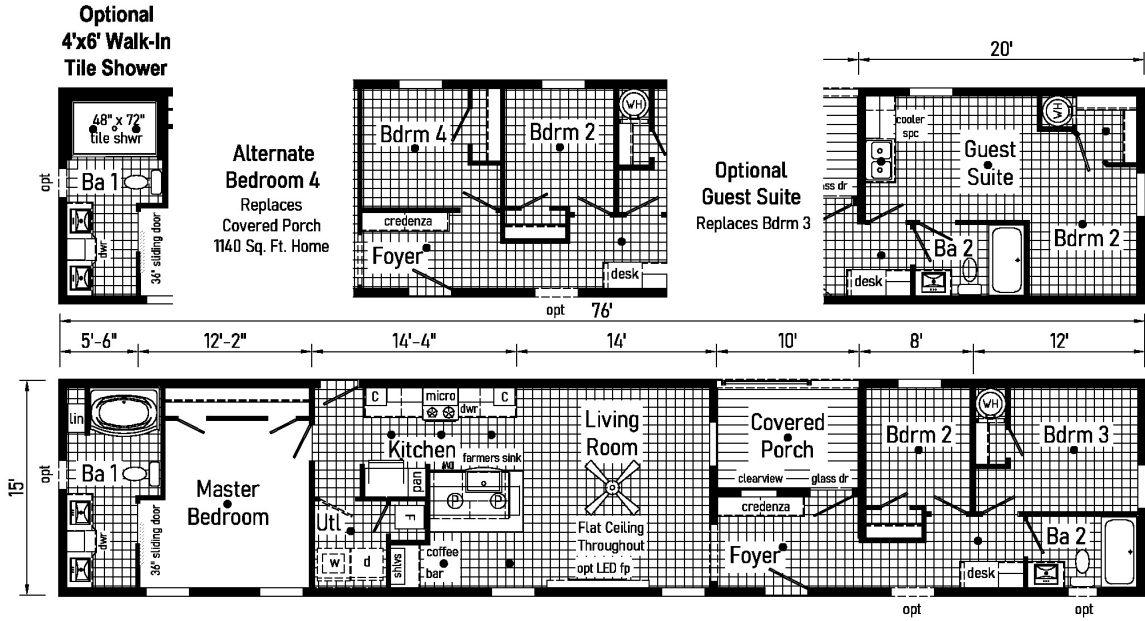 Optional
4'x6' Walk-In
Tile Shower
48" x 72"
tile shwr
opt
Ba 1
dwr
36" sliding door
Alternate
Bedroom 4
Replaces
Covered Porch
1140 Sq. Ft. Home
Bdrm 4
Bdrm 2
WH
credenza
Foyer
desk
opt
Optional
Guest Suite
Replaces Bdrm 3
20'
cooler
spc
WH
Guest
Suite
ass dr
Ba 2
Bdrm 2
desk
76'
5'-6"
12'-2"
14'-4"
14'
10'
8'
12'
15'
lin
opt
Ba 1
dwr
36" sliding door
Master
Bedroom
C
micro
dwr
C
Kitchen
DW
farmers sink
pan
Utl
F
w
d
shlvs
coffee
bar
Living
Room
Flat Ceiling
Throughout
opt LED fp
Covered
Porch
clearview
glass dr
credenza
Foyer
Bdrm 2
WH
Bdrm 3
Ba 2
desk
opt
opt